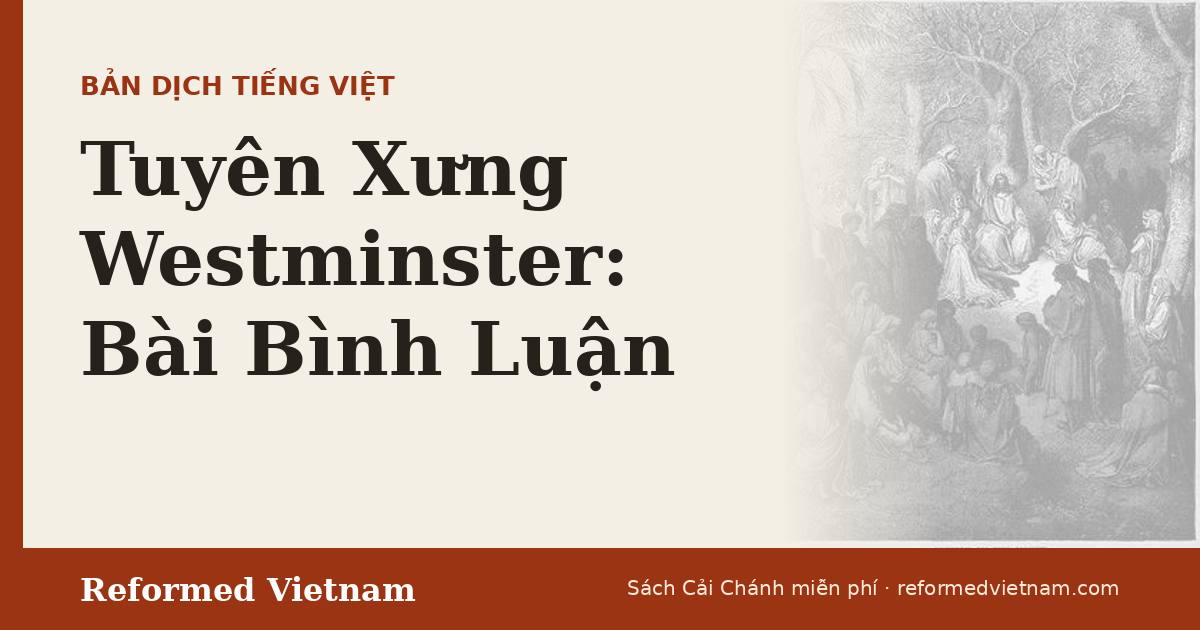 BẢN DỊCH TIẾNG VIỆT
Tuyên Xưng
Westminster:
Bài Bình Luận
Reformed Vietnam
Sách Cải Chánh miễn phí · reformedvietnam.com